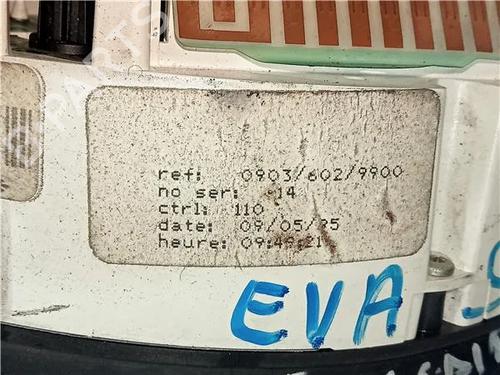 ref: 0903/602/9900
no ser: 14
ctrl: 110
date: 09/05/95
heure: 09:49:21
EVA